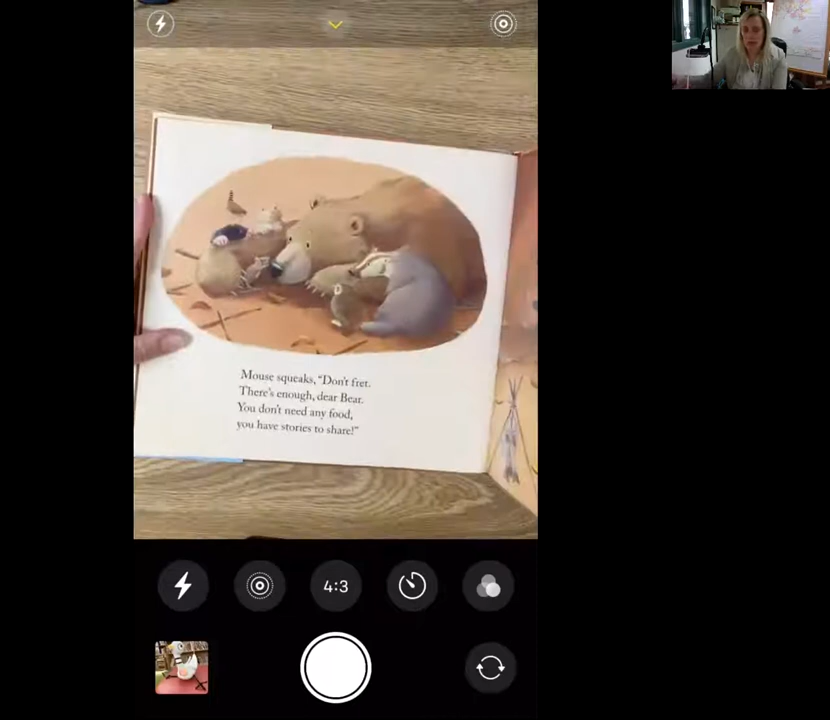 Mouse squeaks, "Don't fret.
There's enough, dear Bear.
You don't need any food,
you have stories to share!"
4:3